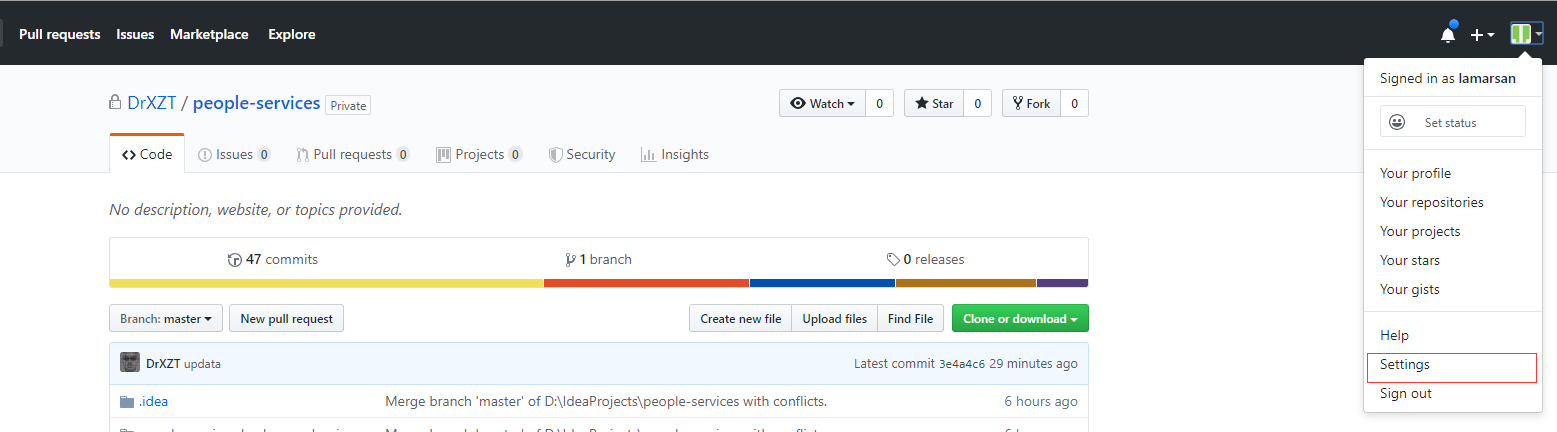 Pull requests Issues Marketplace Explore
Signed in as lamarsan
DrXZT / people-services Private
Watch 0 Star 0 Fork 0
Set status
Code Issues 0 Pull requests 0 Projects 0 Security Insights
Your profile
Your repositories
No description, website, or topics provided.
Your projects
47 commits 1 branch 0 releases
Your stars
Your gists
Branch: master New pull request Create new file Upload files Find File Clone or download
Help
DrXZT updata Latest commit 3e4a4c6 29 minutes ago
Settings
Sign out
.idea Merge branch 'master' of D:\IdeaProjects\people-services with conflicts. 6 hours ago